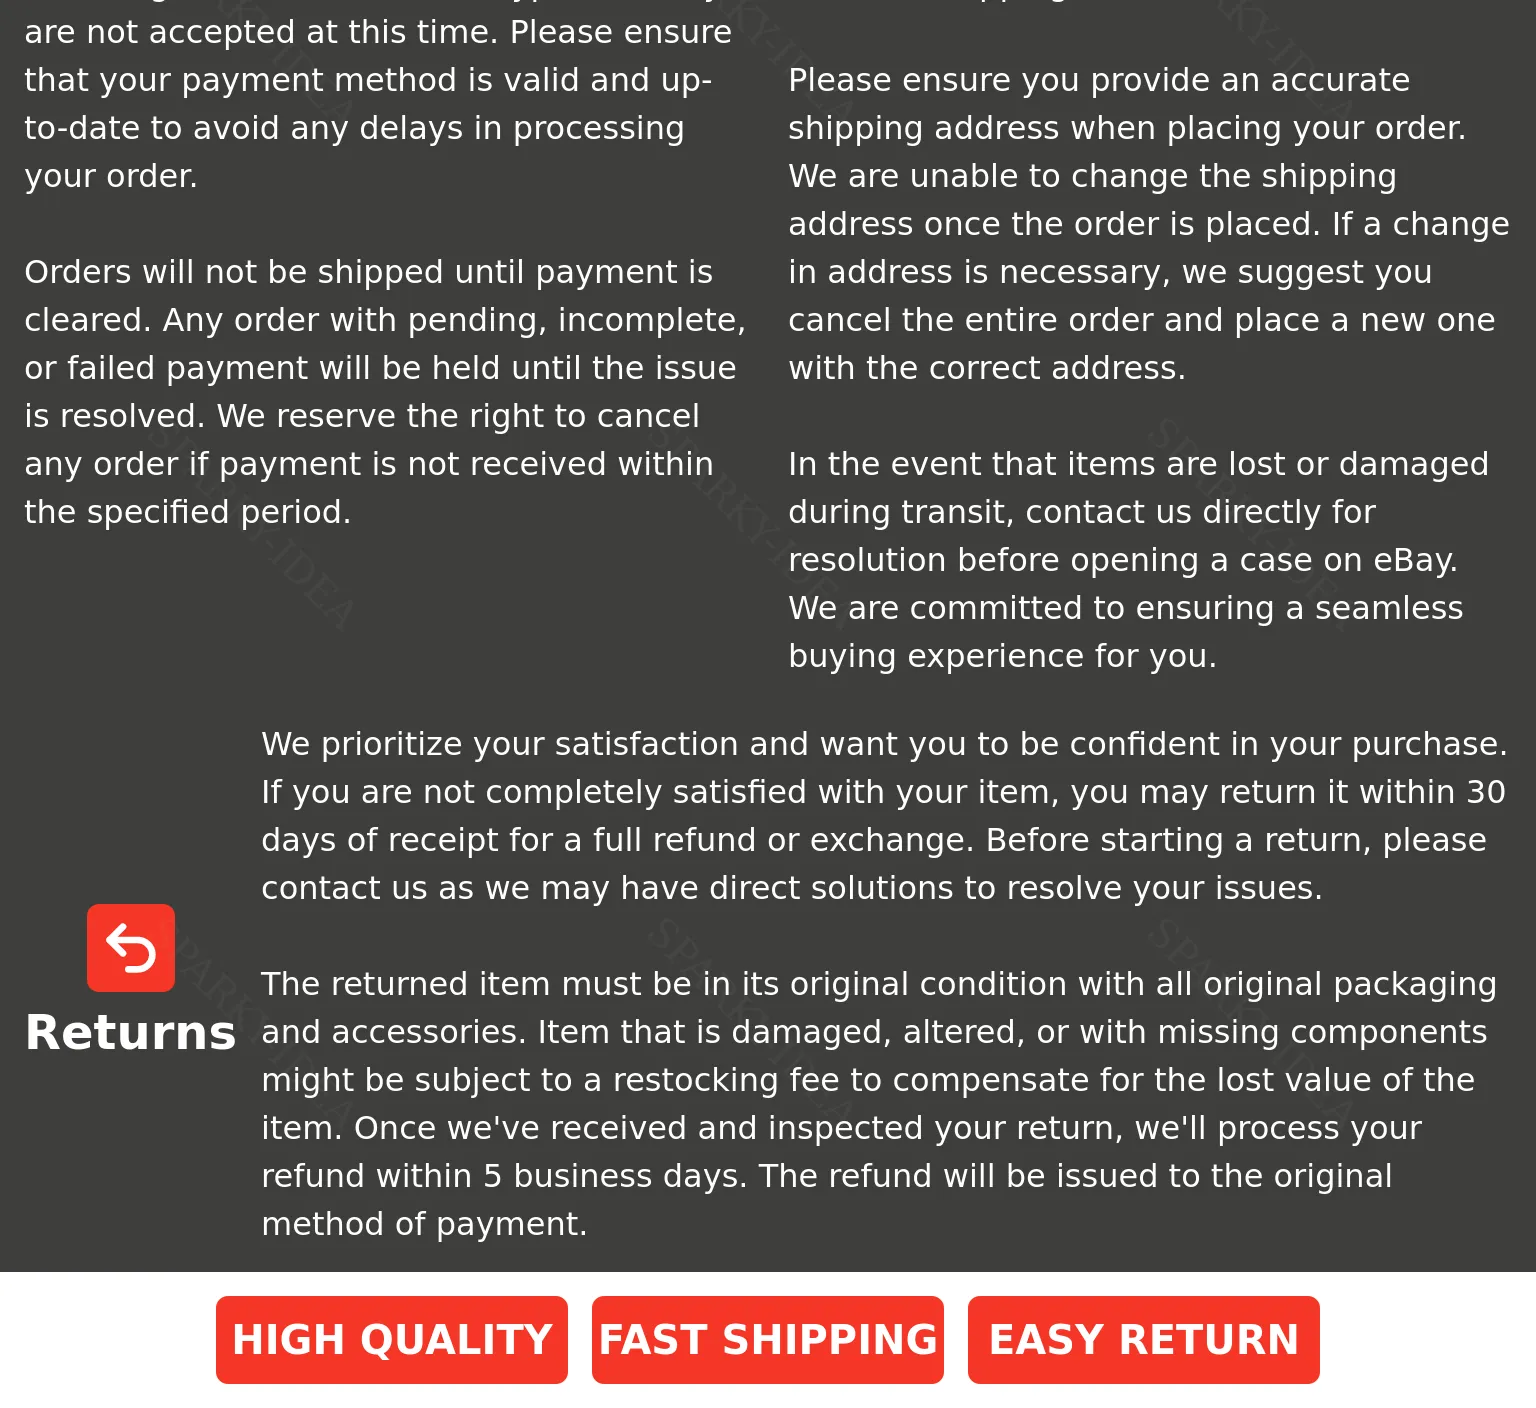 are not accepted at this time. Please ensure
that your payment method is valid and up-
to-date to avoid any delays in processing
your order.
Orders will not be shipped until payment is
cleared. Any order with pending, incomplete,
or failed payment will be held until the issue
is resolved. We reserve the right to cancel
any order if payment is not received within
the specified period.
Please ensure you provide an accurate
shipping address when placing your order.
We are unable to change the shipping
address once the order is placed. If a change
in address is necessary, we suggest you
cancel the entire order and place a new one
with the correct address.
In the event that items are lost or damaged
during transit, contact us directly for
resolution before opening a case on eBay.
We are committed to ensuring a seamless
buying experience for you.
Returns
We prioritize your satisfaction and want you to be confident in your purchase.
If you are not completely satisfied with your item, you may return it within 30
days of receipt for a full refund or exchange. Before starting a return, please
contact us as we may have direct solutions to resolve your issues.
The returned item must be in its original condition with all original packaging
and accessories. Item that is damaged, altered, or with missing components
might be subject to a restocking fee to compensate for the lost value of the
item. Once we've received and inspected your return, we'll process your
refund within 5 business days. The refund will be issued to the original
method of payment.
HIGH QUALITY
FAST SHIPPING
EASY RETURN
SPARKY-IDEA
SPARKY-IDEA
SPARKY-IDEA
SPARKY-IDEA
SPARKY-IDEA
SPARKY-IDEA